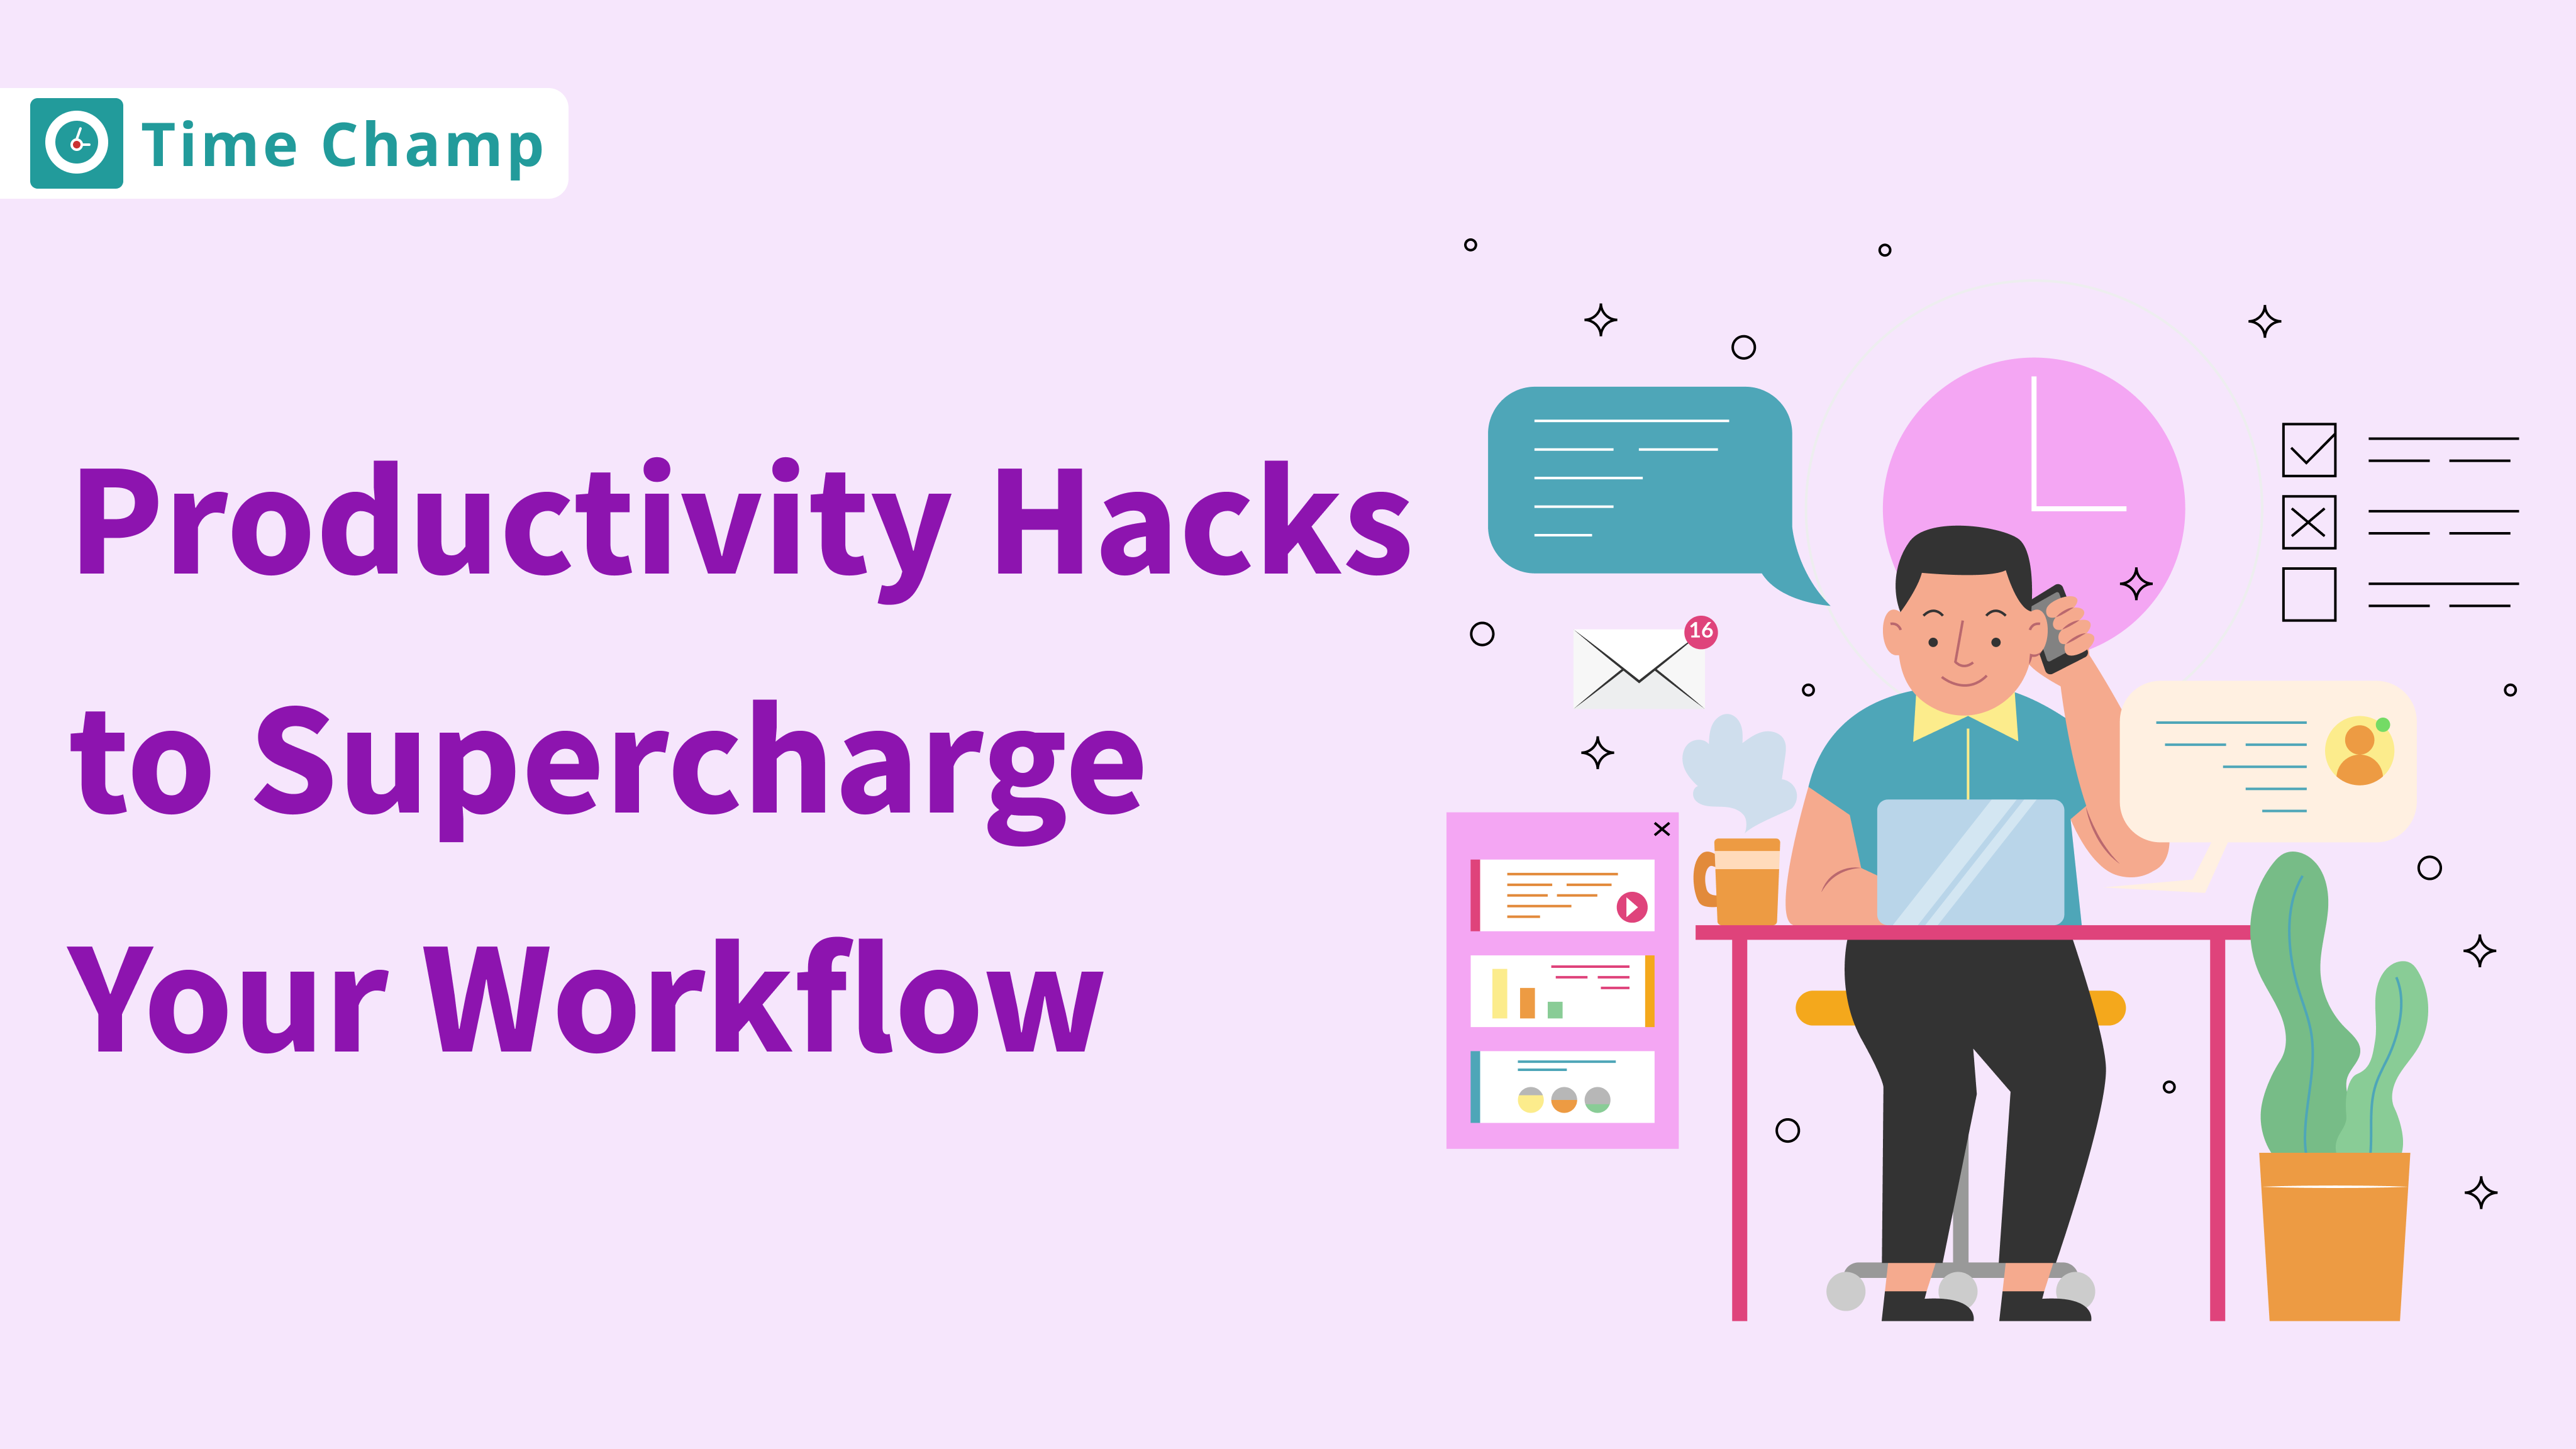 Time Champ
Productivity Hacks
to Supercharge
Your Workflow
16